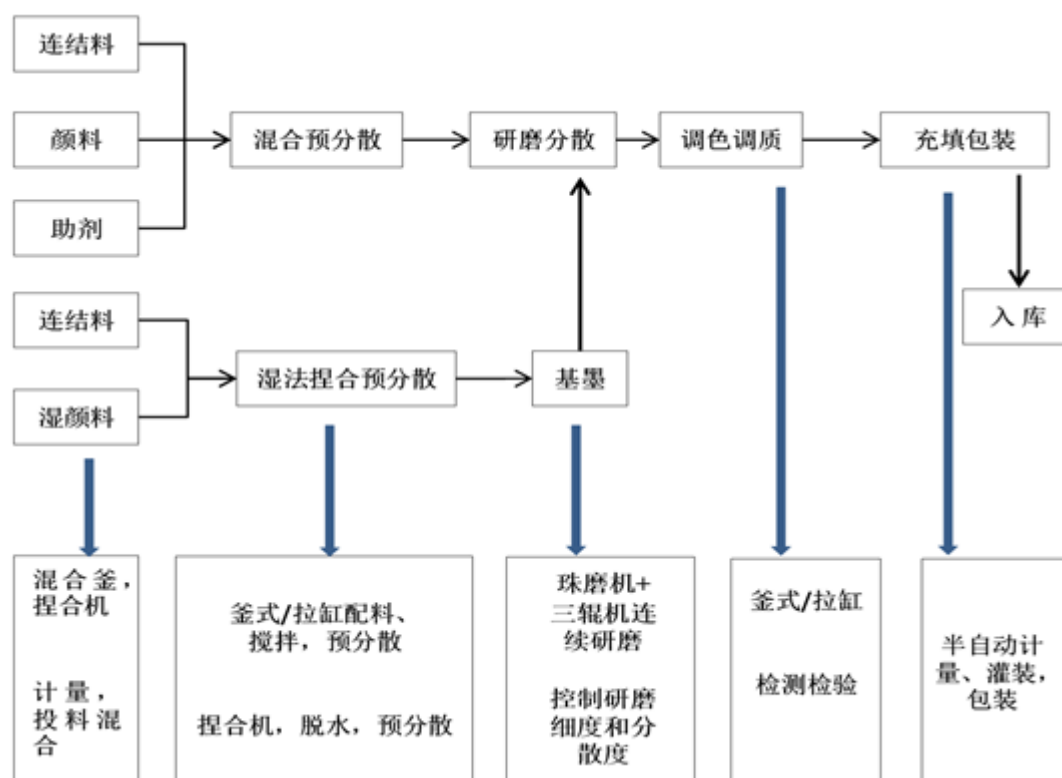 连结料
颜料
助剂
混合预分散
研磨分散
调色调质
充填包装
入 库
连结料
湿颜料
湿法捏合预分散
基墨
混合釜，
捏合机
计量，
投料混
合
釜式/拉缸配料、
搅拌，预分散
捏合机，脱水，预分散
珠磨机+
三辊机连
续研磨
控制研磨
细度和分
散度
釜式/拉缸
检测检验
半自动计
量、灌装，
包装